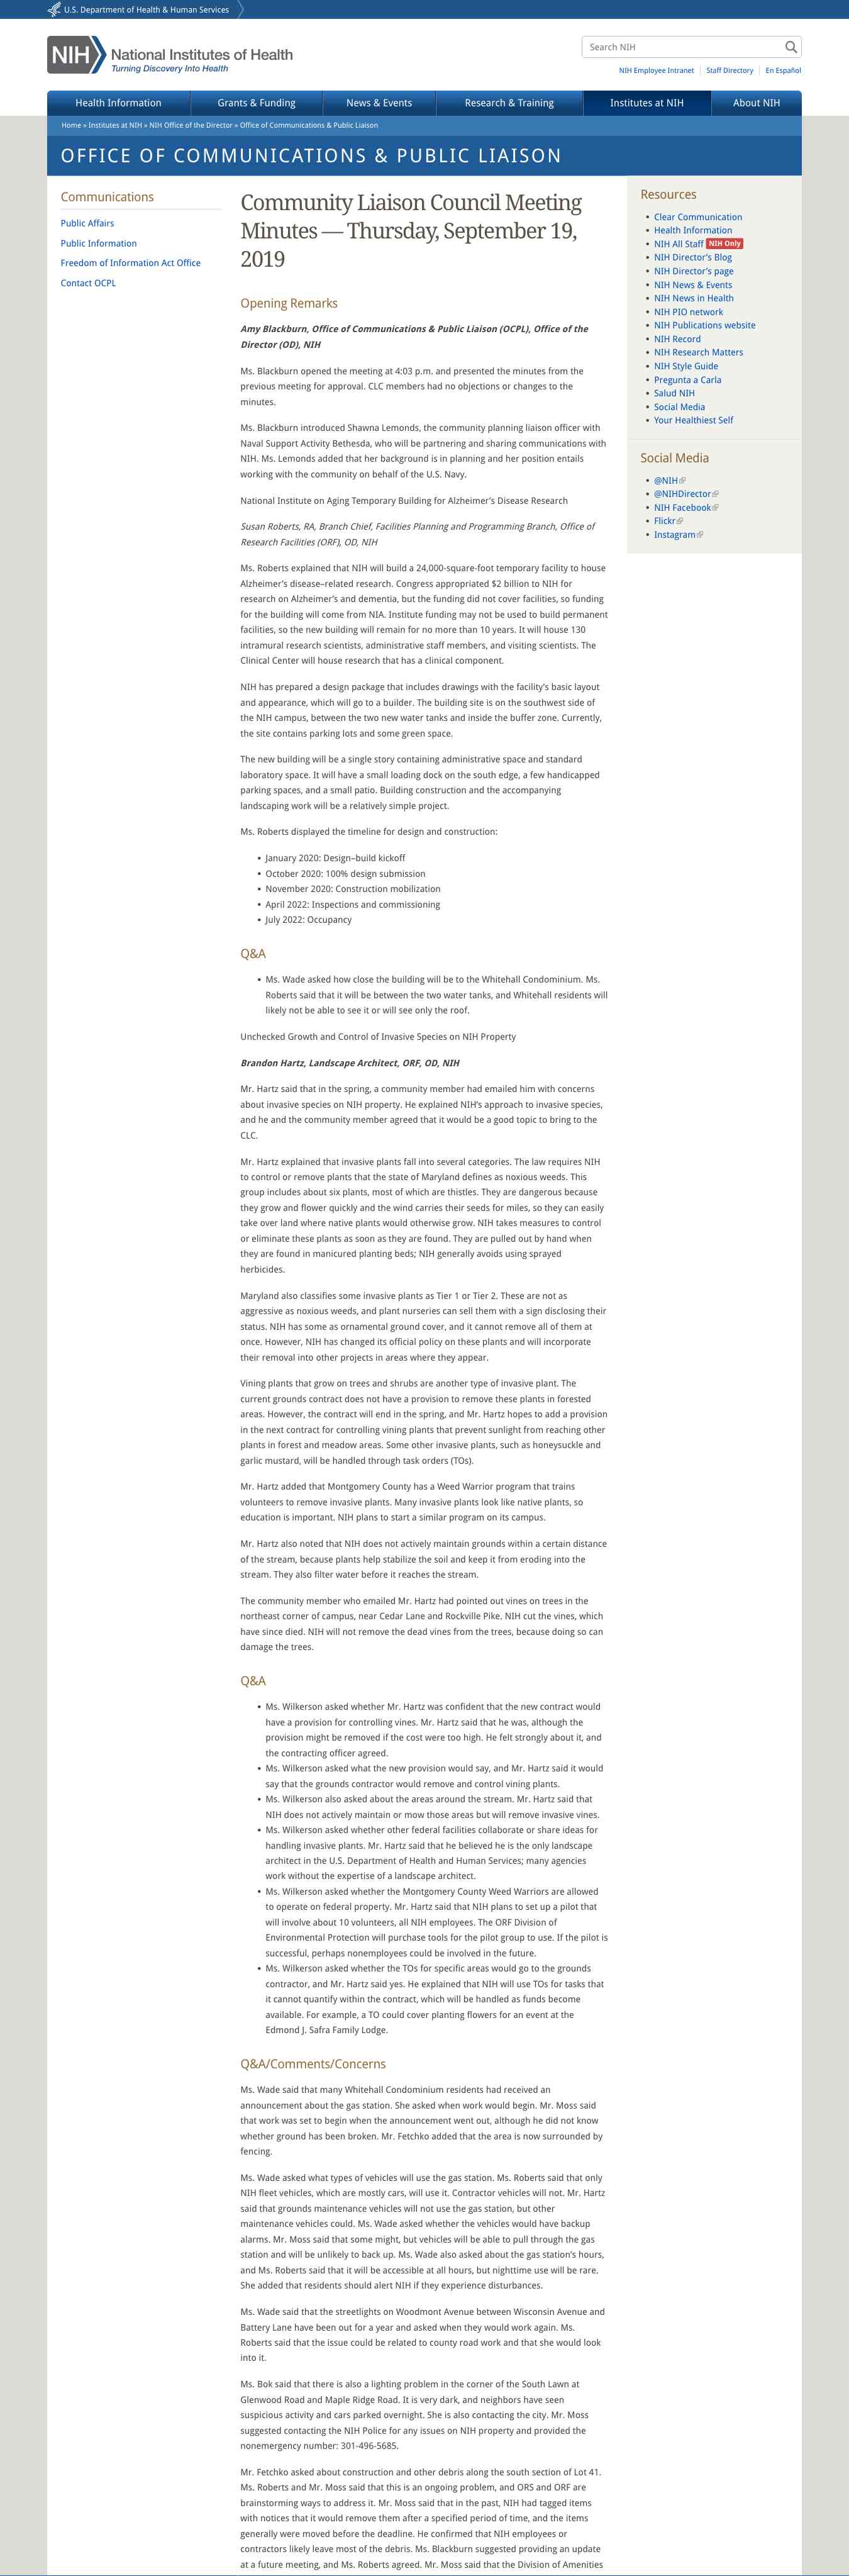 U.S. Department of Health & Human Services
NIH National Institutes of Health
Turning Discovery Into Health
Search NIH
NIH Employee Intranet | Staff Directory | En Español
Health Information
Grants & Funding
News & Events
Research & Training
Institutes at NIH
About NIH
Home » Institutes at NIH » NIH Office of the Director » Office of Communications & Public Liaison
OFFICE OF COMMUNICATIONS & PUBLIC LIAISON
Communications
Public Affairs
Public Information
Freedom of Information Act Office
Contact OCPL
Community Liaison Council Meeting
Minutes — Thursday, September 19,
2019
Opening Remarks
Amy Blackburn, Office of Communications & Public Liaison (OCPL), Office of the
Director (OD), NIH
Ms. Blackburn opened the meeting at 4:03 p.m. and presented the minutes from the
previous meeting for approval. CLC members had no objections or changes to the
minutes.
Ms. Blackburn introduced Shawna Lemonds, the community planning liaison officer with
Naval Support Activity Bethesda, who will be partnering and sharing communications with
NIH. Ms. Lemonds added that her background is in planning and her position entails
working with the community on behalf of the U.S. Navy.
National Institute on Aging Temporary Building for Alzheimer’s Disease Research
Susan Roberts, RA, Branch Chief, Facilities Planning and Programming Branch, Office of
Research Facilities (ORF), OD, NIH
Ms. Roberts explained that NIH will build a 24,000-square-foot temporary facility to house
Alzheimer’s disease–related research. Congress appropriated $2 billion to NIH for
research on Alzheimer’s and dementia, but the funding did not cover facilities, so funding
for the building will come from NIA. Institute funding may not be used to build permanent
facilities, so the new building will remain for no more than 10 years. It will house 130
intramural research scientists, administrative staff members, and visiting scientists. The
Clinical Center will house research that has a clinical component.
NIH has prepared a design package that includes drawings with the facility’s basic layout
and appearance, which will go to a builder. The building site is on the southwest side of
the NIH campus, between the two new water tanks and inside the buffer zone. Currently,
the site contains parking lots and some green space.
The new building will be a single story containing administrative space and standard
laboratory space. It will have a small loading dock on the south edge, a few handicapped
parking spaces, and a small patio. Building construction and the accompanying
landscaping work will be a relatively simple project.
Ms. Roberts displayed the timeline for design and construction:
• January 2020: Design–build kickoff
• October 2020: 100% design submission
• November 2020: Construction mobilization
• April 2022: Inspections and commissioning
• July 2022: Occupancy
Q&A
• Ms. Wade asked how close the building will be to the Whitehall Condominium. Ms.
Roberts said that it will be between the two water tanks, and Whitehall residents will
likely not be able to see it or will see only the roof.
Unchecked Growth and Control of Invasive Species on NIH Property
Brandon Hartz, Landscape Architect, ORF, OD, NIH
Mr. Hartz said that in the spring, a community member had emailed him with concerns
about invasive species on NIH property. He explained NIH’s approach to invasive species,
and he and the community member agreed that it would be a good topic to bring to the
CLC.
Mr. Hartz explained that invasive plants fall into several categories. The law requires NIH
to control or remove plants that the state of Maryland defines as noxious weeds. This
group includes about six plants, most of which are thistles. They are dangerous because
they grow and flower quickly and the wind carries their seeds for miles, so they can easily
take over land where native plants would otherwise grow. NIH takes measures to control
or eliminate these plants as soon as they are found. They are pulled out by hand when
they are found in manicured planting beds; NIH generally avoids using sprayed
herbicides.
Maryland also classifies some invasive plants as Tier 1 or Tier 2. These are not as
aggressive as noxious weeds, and plant nurseries can sell them with a sign disclosing their
status. NIH has some as ornamental ground cover, and it cannot remove all of them at
once. However, NIH has changed its official policy on these plants and will incorporate
their removal into other projects in areas where they appear.
Vining plants that grow on trees and shrubs are another type of invasive plant. The
current grounds contract does not have a provision to remove these plants in forested
areas. However, the contract will end in the spring, and Mr. Hartz hopes to add a provision
in the next contract for controlling vining plants that prevent sunlight from reaching other
plants in forest and meadow areas. Some other invasive plants, such as honeysuckle and
garlic mustard, will be handled through task orders (TOs).
Mr. Hartz added that Montgomery County has a Weed Warrior program that trains
volunteers to remove invasive plants. Many invasive plants look like native plants, so
education is important. NIH plans to start a similar program on its campus.
Mr. Hartz also noted that NIH does not actively maintain grounds within a certain distance
of the stream, because plants help stabilize the soil and keep it from eroding into the
stream. They also filter water before it reaches the stream.
The community member who emailed Mr. Hartz had pointed out vines on trees in the
northeast corner of campus, near Cedar Lane and Rockville Pike. NIH cut the vines, which
have since died. NIH will not remove the dead vines from the trees, because doing so can
damage the trees.
Q&A
• Ms. Wilkerson asked whether Mr. Hartz was confident that the new contract would
have a provision for controlling vines. Mr. Hartz said that he was, although the
provision might be removed if the cost were too high. He felt strongly about it, and
the contracting officer agreed.
• Ms. Wilkerson asked what the new provision would say, and Mr. Hartz said it would
say that the grounds contractor would remove and control vining plants.
• Ms. Wilkerson also asked about the areas around the stream. Mr. Hartz said that
NIH does not actively maintain or mow those areas but will remove invasive vines.
• Ms. Wilkerson asked whether other federal facilities collaborate or share ideas for
handling invasive plants. Mr. Hartz said that he believed he is the only landscape
architect in the U.S. Department of Health and Human Services; many agencies
work without the expertise of a landscape architect.
• Ms. Wilkerson asked whether the Montgomery County Weed Warriors are allowed
to operate on federal property. Mr. Hartz said that NIH plans to set up a pilot that
will involve about 10 volunteers, all NIH employees. The ORF Division of
Environmental Protection will purchase tools for the pilot group to use. If the pilot is
successful, perhaps nonemployees could be involved in the future.
• Ms. Wilkerson asked whether the TOs for specific areas would go to the grounds
contractor, and Mr. Hartz said yes. He explained that NIH will use TOs for tasks that
it cannot quantify within the contract, which will be handled as funds become
available. For example, a TO could cover planting flowers for an event at the
Edmond J. Safra Family Lodge.
Q&A/Comments/Concerns
Ms. Wade said that many Whitehall Condominium residents had received an
announcement about the gas station. She asked when work would begin. Mr. Moss said
that work was set to begin when the announcement went out, although he did not know
whether ground has been broken. Mr. Fetchko added that the area is now surrounded by
fencing.
Ms. Wade asked what types of vehicles will use the gas station. Ms. Roberts said that only
NIH fleet vehicles, which are mostly cars, will use it. Contractor vehicles will not. Mr. Hartz
said that grounds maintenance vehicles will not use the gas station, but other
maintenance vehicles could. Ms. Wade asked whether the vehicles would have backup
alarms. Mr. Moss said that some might, but vehicles will be able to pull through the gas
station and will be unlikely to back up. Ms. Wade also asked about the gas station’s hours,
and Ms. Roberts said that it will be accessible at all hours, but nighttime use will be rare.
She added that residents should alert NIH if they experience disturbances.
Ms. Wade said that the streetlights on Woodmont Avenue between Wisconsin Avenue and
Battery Lane have been out for a year and asked when they would work again. Ms.
Roberts said that the issue could be related to county road work and that she would look
into it.
Ms. Bok said that there is also a lighting problem in the corner of the South Lawn at
Glenwood Road and Maple Ridge Road. It is very dark, and neighbors have seen
suspicious activity and cars parked overnight. She is also contacting the city. Mr. Moss
suggested contacting the NIH Police for any issues on NIH property and provided the
nonemergency number: 301-496-5685.
Mr. Fetchko asked about construction and other debris along the south section of Lot 41.
Ms. Roberts and Mr. Moss said that this is an ongoing problem, and ORS and ORF are
brainstorming ways to address it. Mr. Moss said that in the past, NIH had tagged items
with notices that it would remove them after a specified period of time, and the items
generally were moved before the deadline. He confirmed that NIH employees or
contractors likely leave most of the debris. Ms. Blackburn suggested providing an update
at a future meeting, and Ms. Roberts agreed. Mr. Moss said that the Division of Amenities
Resources
• Clear Communication
• Health Information
• NIH All Staff NIH Only
• NIH Director’s Blog
• NIH Director’s page
• NIH News & Events
• NIH News in Health
• NIH PIO network
• NIH Publications website
• NIH Record
• NIH Research Matters
• NIH Style Guide
• Pregunta a Carla
• Salud NIH
• Social Media
• Your Healthiest Self
Social Media
• @NIH
• @NIHDirector
• NIH Facebook
• Flickr
• Instagram